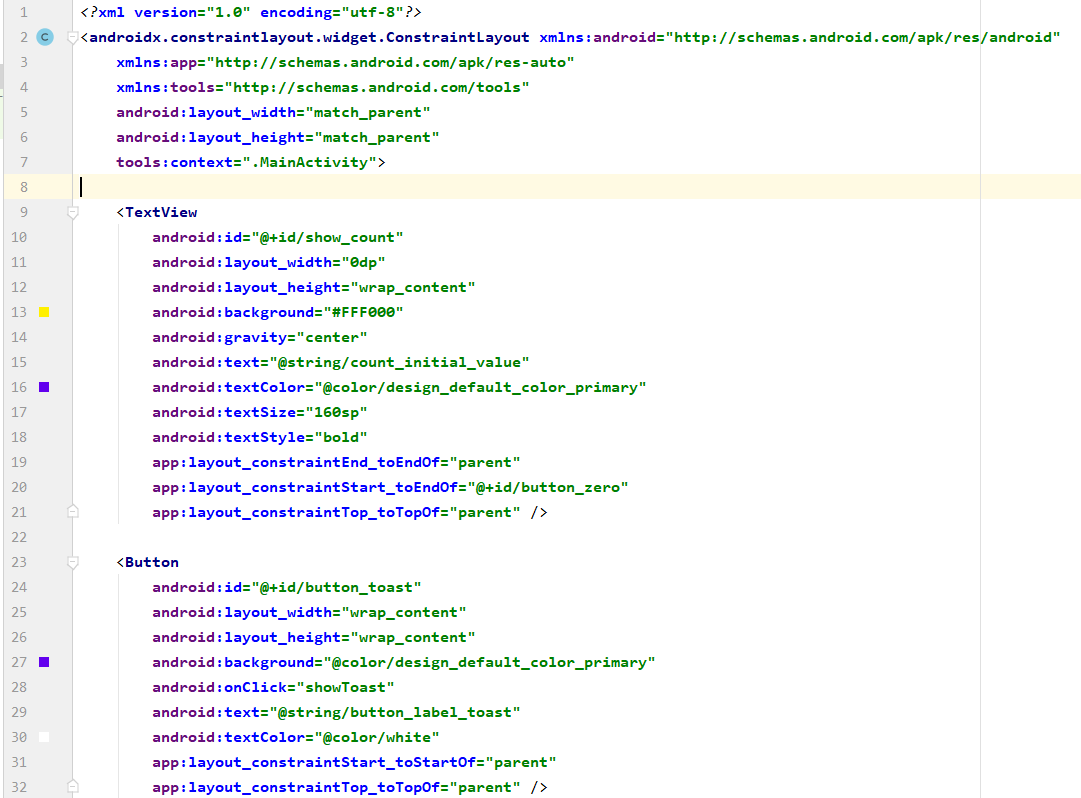 1 <?xml version="1.0" encoding="utf-8"?>
2 C <androidx.constraintlayout.widget.ConstraintLayout xmlns:android="http://schemas.android.com/apk/res/android"
3 xmlns:app="http://schemas.android.com/apk/res-auto"
4 xmlns:tools="http://schemas.android.com/tools"
5 android:layout_width="match_parent"
6 android:layout_height="match_parent"
7 tools:context=".MainActivity">
8
9 <TextView
10 android:id="@+id/show_count"
11 android:layout_width="0dp"
12 android:layout_height="wrap_content"
13 android:background="#FFF000"
14 android:gravity="center"
15 android:text="@string/count_initial_value"
16 android:textColor="@color/design_default_color_primary"
17 android:textSize="160sp"
18 android:textStyle="bold"
19 app:layout_constraintEnd_toEndOf="parent"
20 app:layout_constraintStart_toEndOf="@+id/button_zero"
21 app:layout_constraintTop_toTopOf="parent" />
22
23 <Button
24 android:id="@+id/button_toast"
25 android:layout_width="wrap_content"
26 android:layout_height="wrap_content"
27 android:background="@color/design_default_color_primary"
28 android:onClick="showToast"
29 android:text="@string/button_label_toast"
30 android:textColor="@color/white"
31 app:layout_constraintStart_toStartOf="parent"
32 app:layout_constraintTop_toTopOf="parent" />